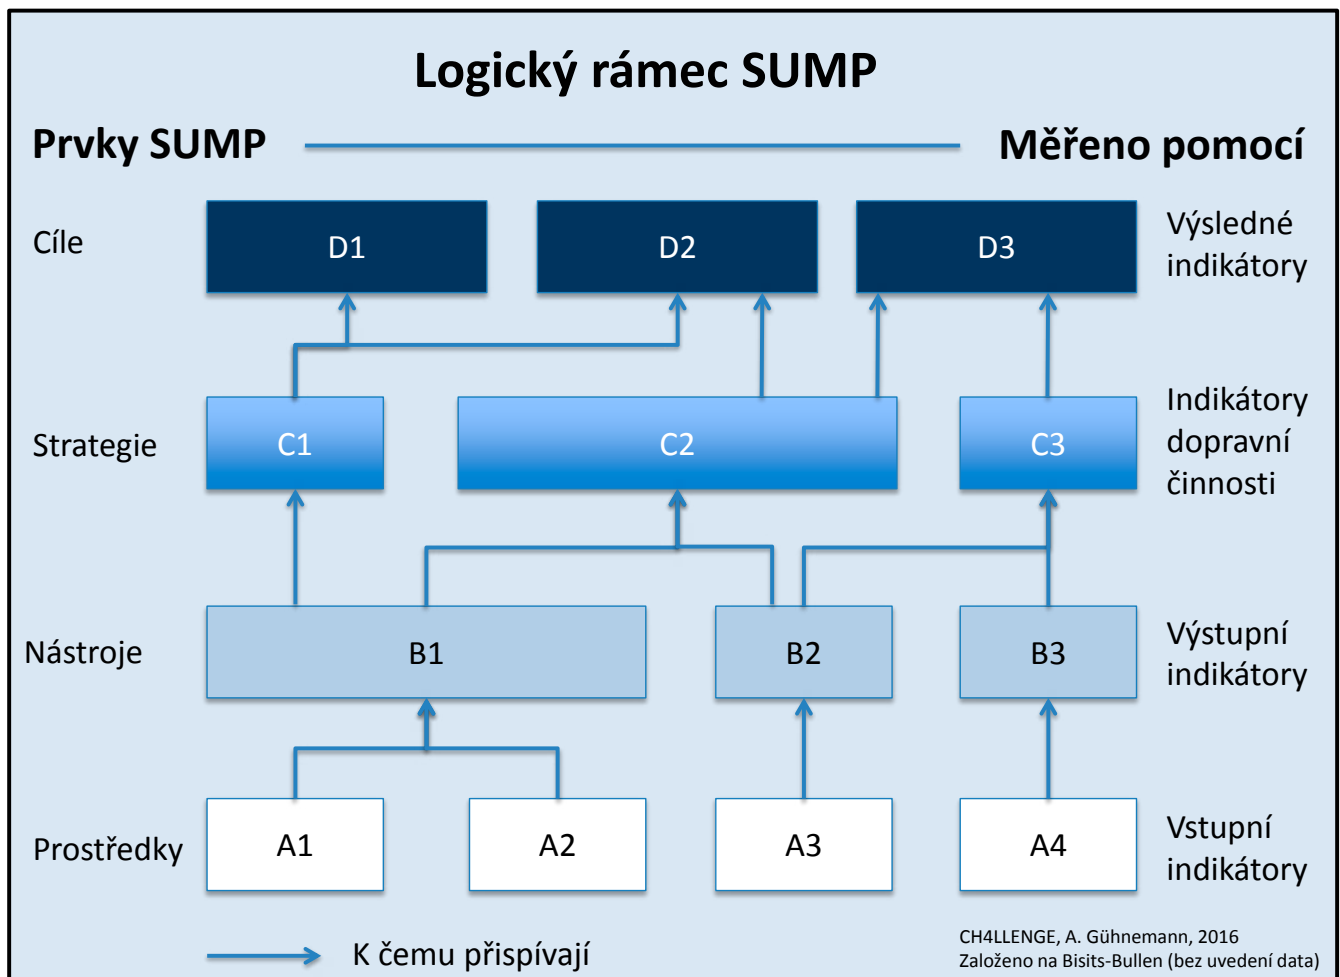 Logický rámec SUMP
Prvky SUMP
Měřeno pomocí
Cíle
D1
D2
D3
Výsledné
indikátory
Strategie
C1
C2
C3
Indikátory
dopravní
činnosti
Nástroje
B1
B2
B3
Výstupní
indikátory
Prostředky
A1
A2
A3
A4
Vstupní
indikátory
K čemu přispívají
CH4LLENGE, A. Gühnemann, 2016
Založeno na Bisits-Bullen (bez uvedení data)